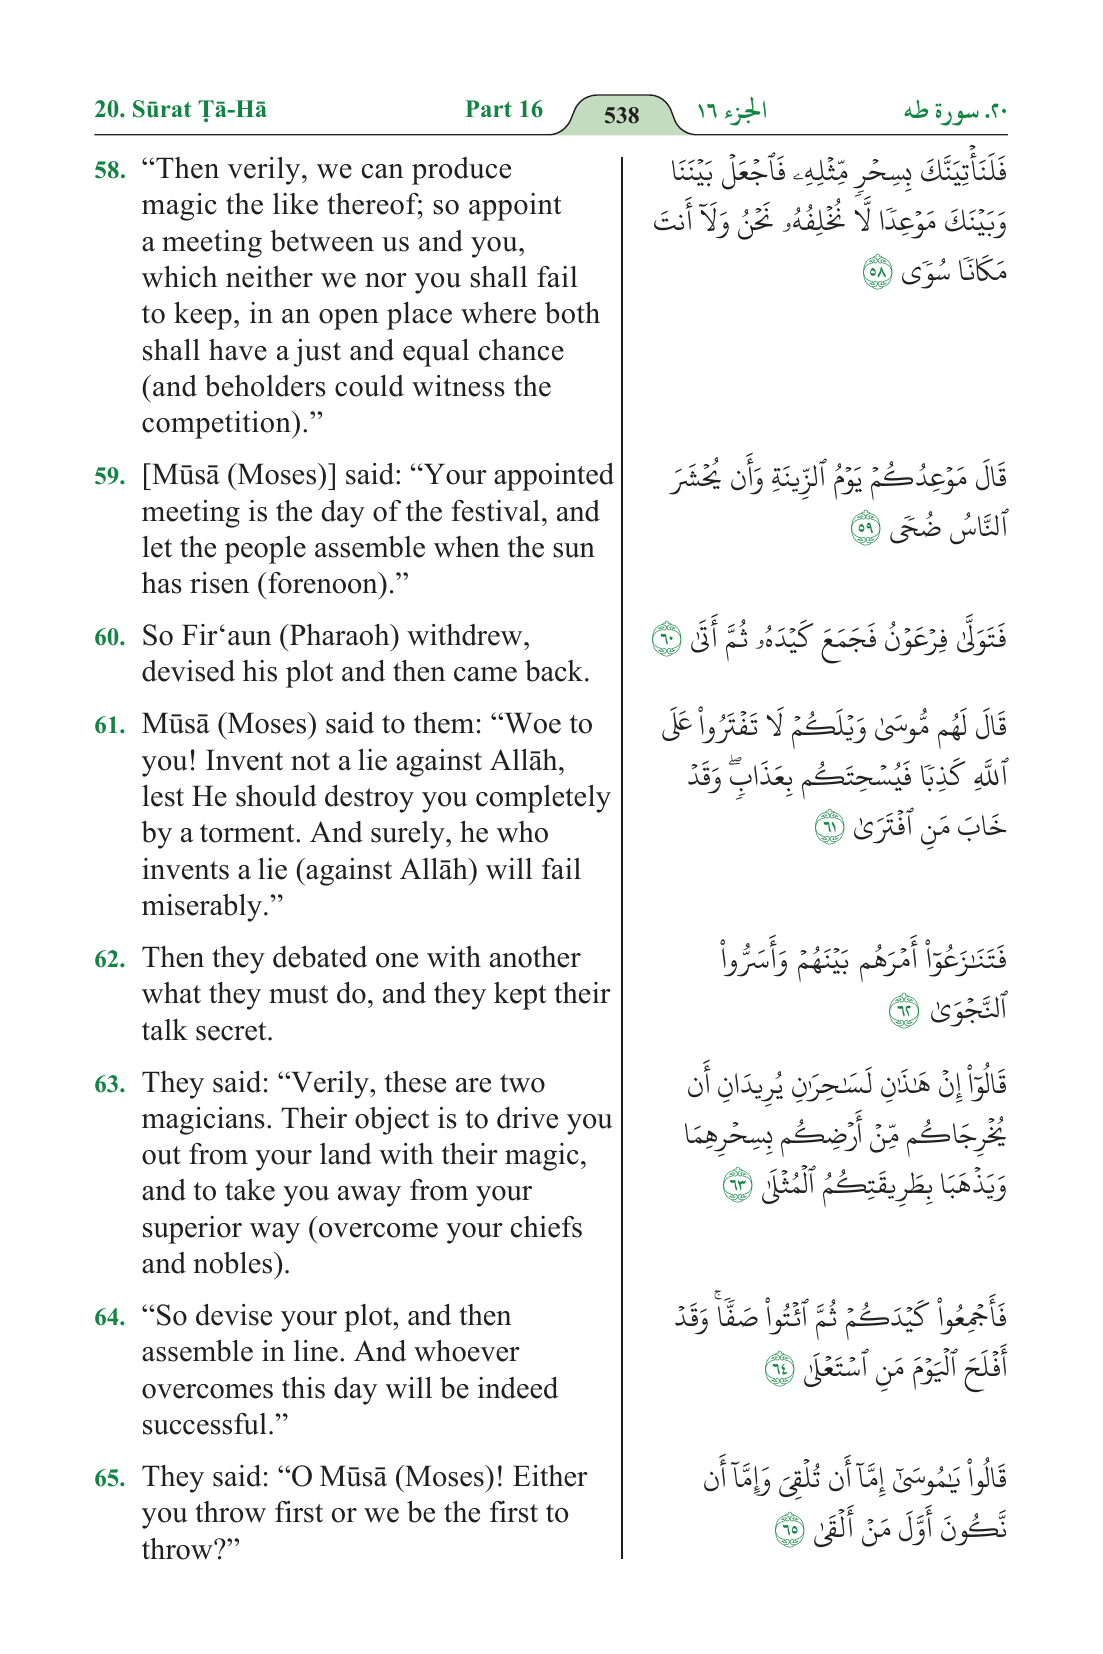 20. Sūrat Ṭā-Hā
Part 16
538
الجزء ١٦
٢٠. سورة طه
58. “Then verily, we can produce
magic the like thereof; so appoint
a meeting between us and you,
which neither we nor you shall fail
to keep, in an open place where both
shall have a just and equal chance
(and beholders could witness the
competition).”
فَلَنَأْتِيَنَّكَ بِسِحْرٍ مِّثْلِهِۦ فَٱجْعَلْ بَيْنَنَا
وَبَيْنَكَ مَوْعِدًا لَّا نُخْلِفُهُۥ نَحْنُ وَلَآ أَنتَ
مَكَانًا سُوًى ٥٨
59. [Mūsā (Moses)] said: “Your appointed
meeting is the day of the festival, and
let the people assemble when the sun
has risen (forenoon).”
قَالَ مَوْعِدُكُمْ يَوْمُ ٱلزِّينَةِ وَأَن يُحْشَرَ
ٱلنَّاسُ ضُحًى ٥٩
60. So Fir‘aun (Pharaoh) withdrew,
devised his plot and then came back.
فَتَوَلَّىٰ فِرْعَوْنُ فَجَمَعَ كَيْدَهُۥ ثُمَّ أَتَىٰ ٦٠
61. Mūsā (Moses) said to them: “Woe to
you! Invent not a lie against Allāh,
lest He should destroy you completely
by a torment. And surely, he who
invents a lie (against Allāh) will fail
miserably.”
قَالَ لَهُم مُّوسَىٰ وَيْلَكُمْ لَا تَفْتَرُوا۟ عَلَى
ٱللَّهِ كَذِبًا فَيُسْحِتَكُم بِعَذَابٍ ۖ وَقَدْ
خَابَ مَنِ ٱفْتَرَىٰ ٦١
62. Then they debated one with another
what they must do, and they kept their
talk secret.
فَتَنَـٰزَعُوٓا۟ أَمْرَهُم بَيْنَهُمْ وَأَسَرُّوا۟
ٱلنَّجْوَىٰ ٦٢
63. They said: “Verily, these are two
magicians. Their object is to drive you
out from your land with their magic,
and to take you away from your
superior way (overcome your chiefs
and nobles).
قَالُوٓا۟ إِنْ هَـٰذَٰنِ لَسَـٰحِرَٰنِ يُرِيدَانِ أَن
يُخْرِجَاكُم مِّنْ أَرْضِكُم بِسِحْرِهِمَا
وَيَذْهَبَا بِطَرِيقَتِكُمُ ٱلْمُثْلَىٰ ٦٣
64. “So devise your plot, and then
assemble in line. And whoever
overcomes this day will be indeed
successful.”
فَأَجْمِعُوا۟ كَيْدَكُمْ ثُمَّ ٱئْتُوا۟ صَفًّا ۚ وَقَدْ
أَفْلَحَ ٱلْيَوْمَ مَنِ ٱسْتَعْلَىٰ ٦٤
65. They said: “O Mūsā (Moses)! Either
you throw first or we be the first to
throw?”
قَالُوا۟ يَـٰمُوسَىٰٓ إِمَّآ أَن تُلْقِىَ وَإِمَّآ أَن
نَّكُونَ أَوَّلَ مَنْ أَلْقَىٰ ٦٥